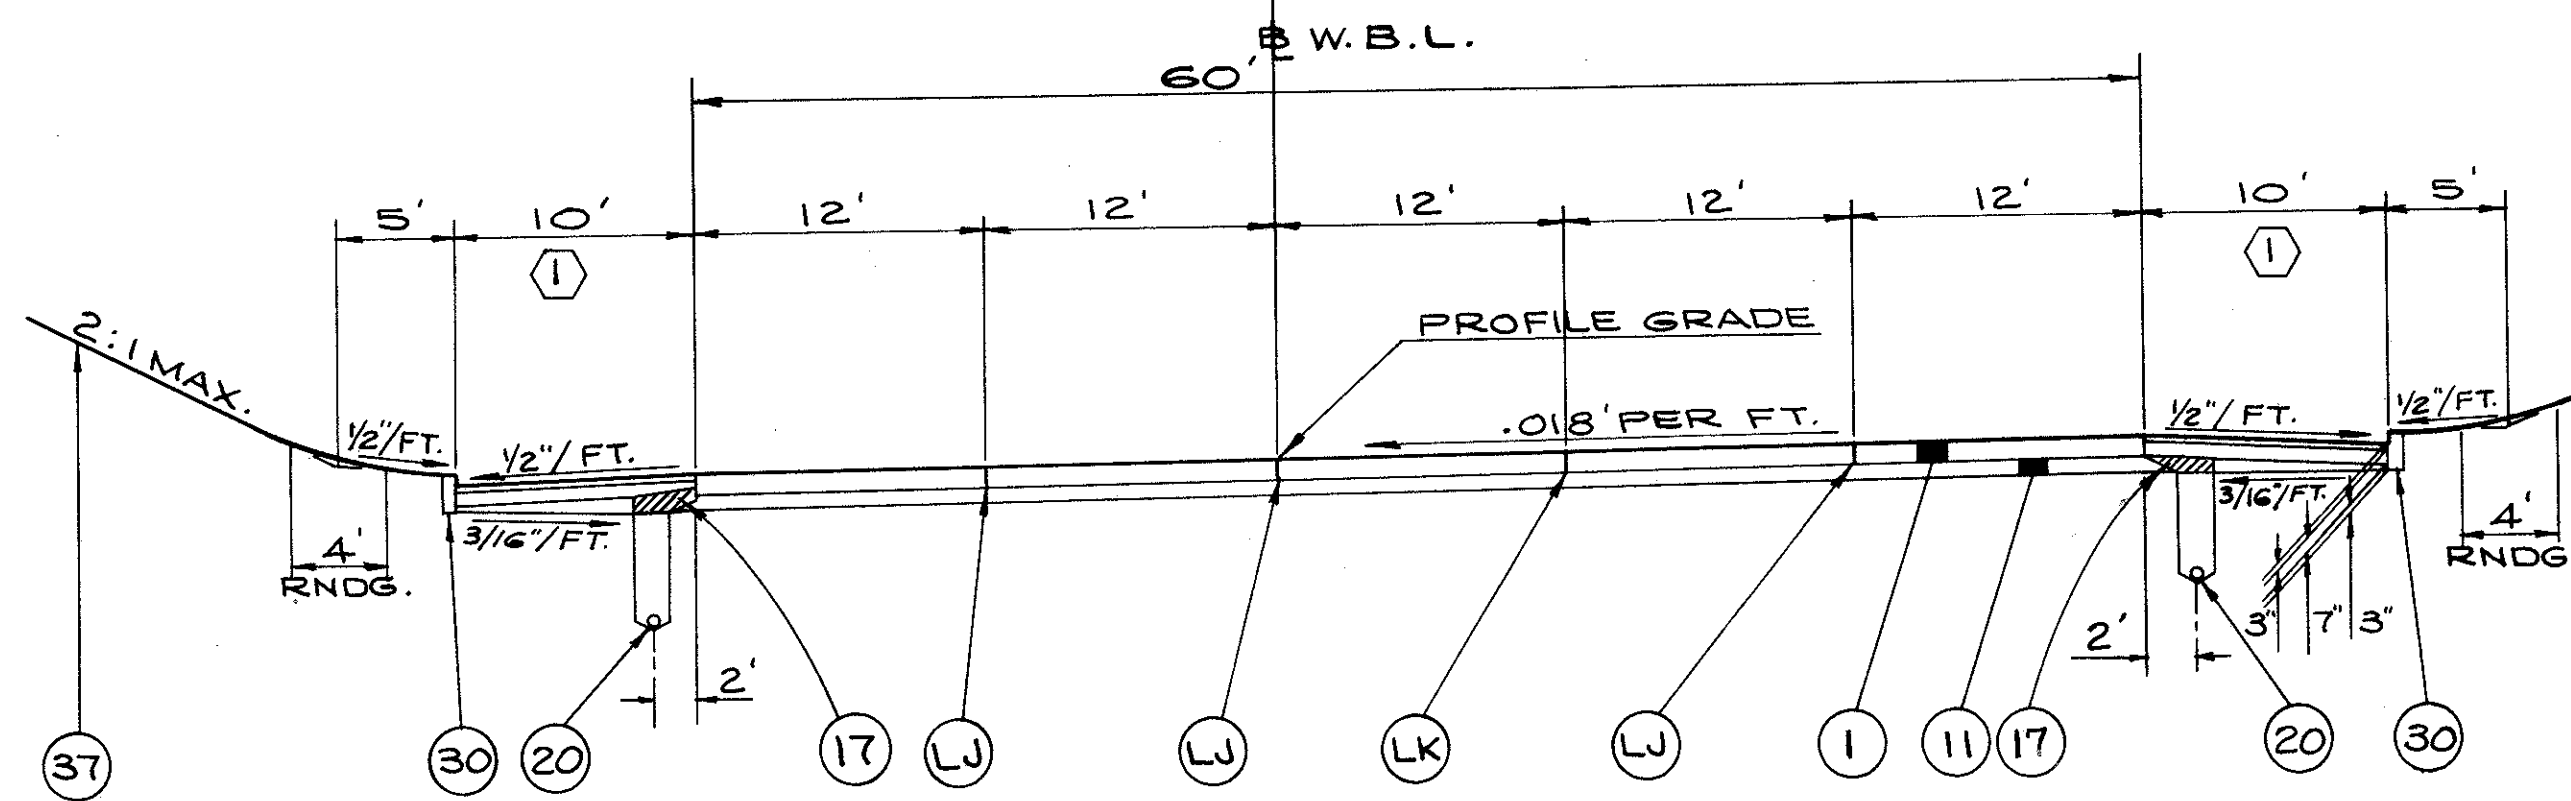 ℄ W.B.L.
60'
5' 10' 12' 12' 12' 12' 12' 10' 5'
1 1
PROFILE GRADE
2:1 MAX.
.018' PER FT.
1/2"/FT. 1/2"/FT. 1/2"/FT. 1/2"/FT.
3/16"/FT. 3/16"/FT.
4' 4'
RNDG. RNDG
3" 7" 3"
2' 2'
37 30 20 17 LJ LJ LK LJ 1 11 17 20 30